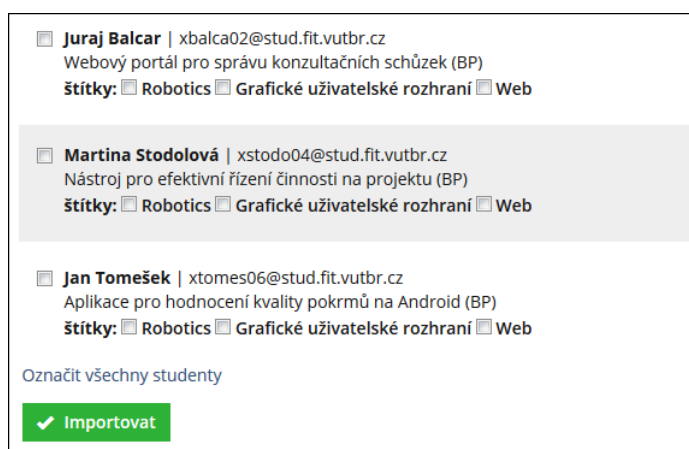 Juraj Balcar | xbalca02@stud.fit.vutbr.cz
Webový portál pro správu konzultačních schůzek (BP)
štítky: Robotics Grafické uživatelské rozhraní Web
Martina Stodolová | xstodo04@stud.fit.vutbr.cz
Nástroj pro efektivní řízení činnosti na projektu (BP)
štítky: Robotics Grafické uživatelské rozhraní Web
Jan Tomešek | xtomes06@stud.fit.vutbr.cz
Aplikace pro hodnocení kvality pokrmů na Android (BP)
štítky: Robotics Grafické uživatelské rozhraní Web
Označit všechny studenty
Importovat